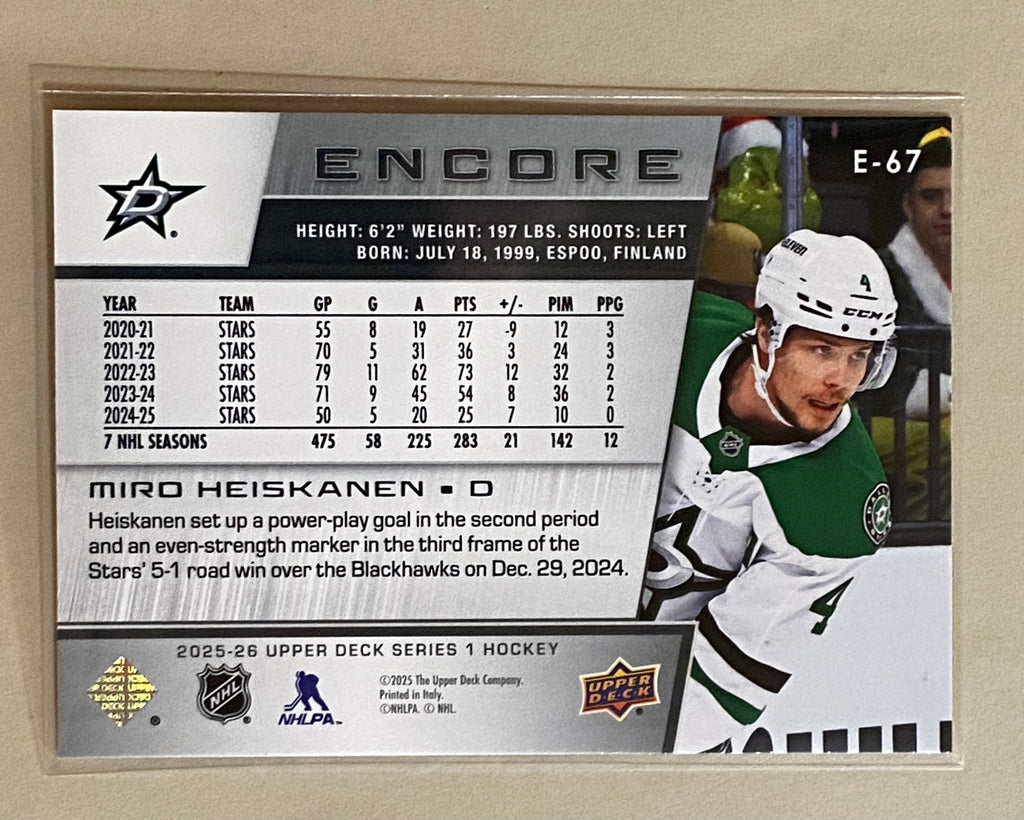 ENCORE
E-67
D
HEIGHT: 6'2" WEIGHT: 197 LBS. SHOOTS: LEFT
BORN: JULY 18, 1999, ESPOO, FINLAND
YEAR TEAM GP G A PTS +/- PIM PPG
2020-21 STARS 55 8 19 27 -9 12 3
2021-22 STARS 70 5 31 36 3 24 3
2022-23 STARS 79 11 62 73 12 32 2
2023-24 STARS 71 9 45 54 8 36 2
2024-25 STARS 50 5 20 25 7 10 0
7 NHL SEASONS 475 58 225 283 21 142 12
4
CCM
NHL
4
MIRO HEISKANEN • D
Heiskanen set up a power-play goal in the second period
and an even-strength marker in the third frame of the
Stars' 5-1 road win over the Blackhawks on Dec. 29, 2024.
2025-26 UPPER DECK SERIES 1 HOCKEY
NHL
NHLPA™
©2025 The Upper Deck Company.
Printed in Italy.
©NHLPA. © NHL.
UPPER
DECK